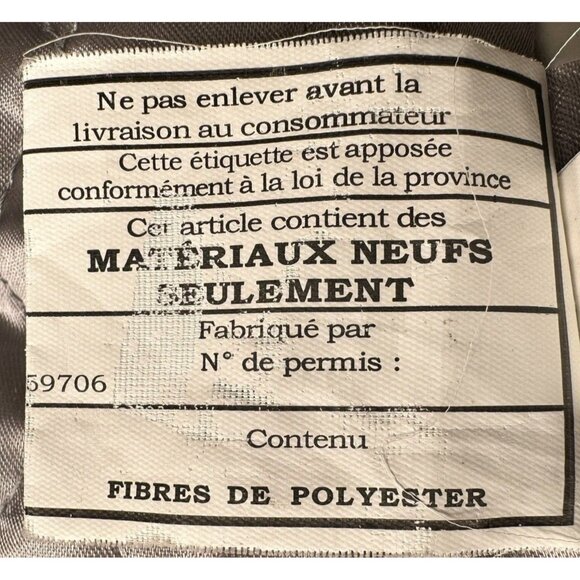 Ne pas enlever avant la
livraison au consommateur
Cette étiquette est apposée
conformément à la loi de la province
Cet article contient des
MATÉRIAUX NEUFS
SEULEMENT
Fabriqué par
N° de permis :
59706
Contenu
FIBRES DE POLYESTER